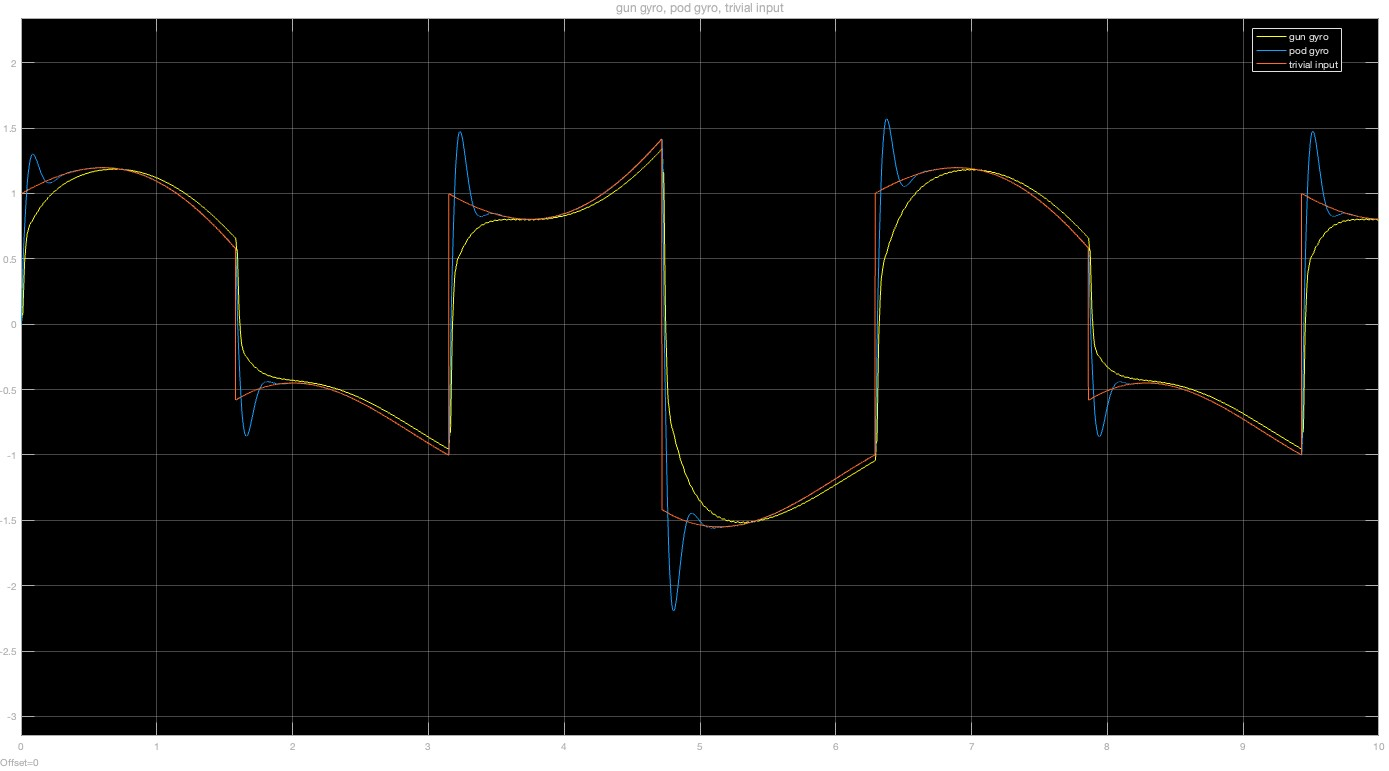 gun gyro, pod gyro, trivial input
gun gyro
pod gyro
trivial input
2
1.5
1
0.5
0
-0.5
-1
-1.5
-2
-2.5
-3
0 1 2 3 4 5 6 7 8 9 10
Offset=0